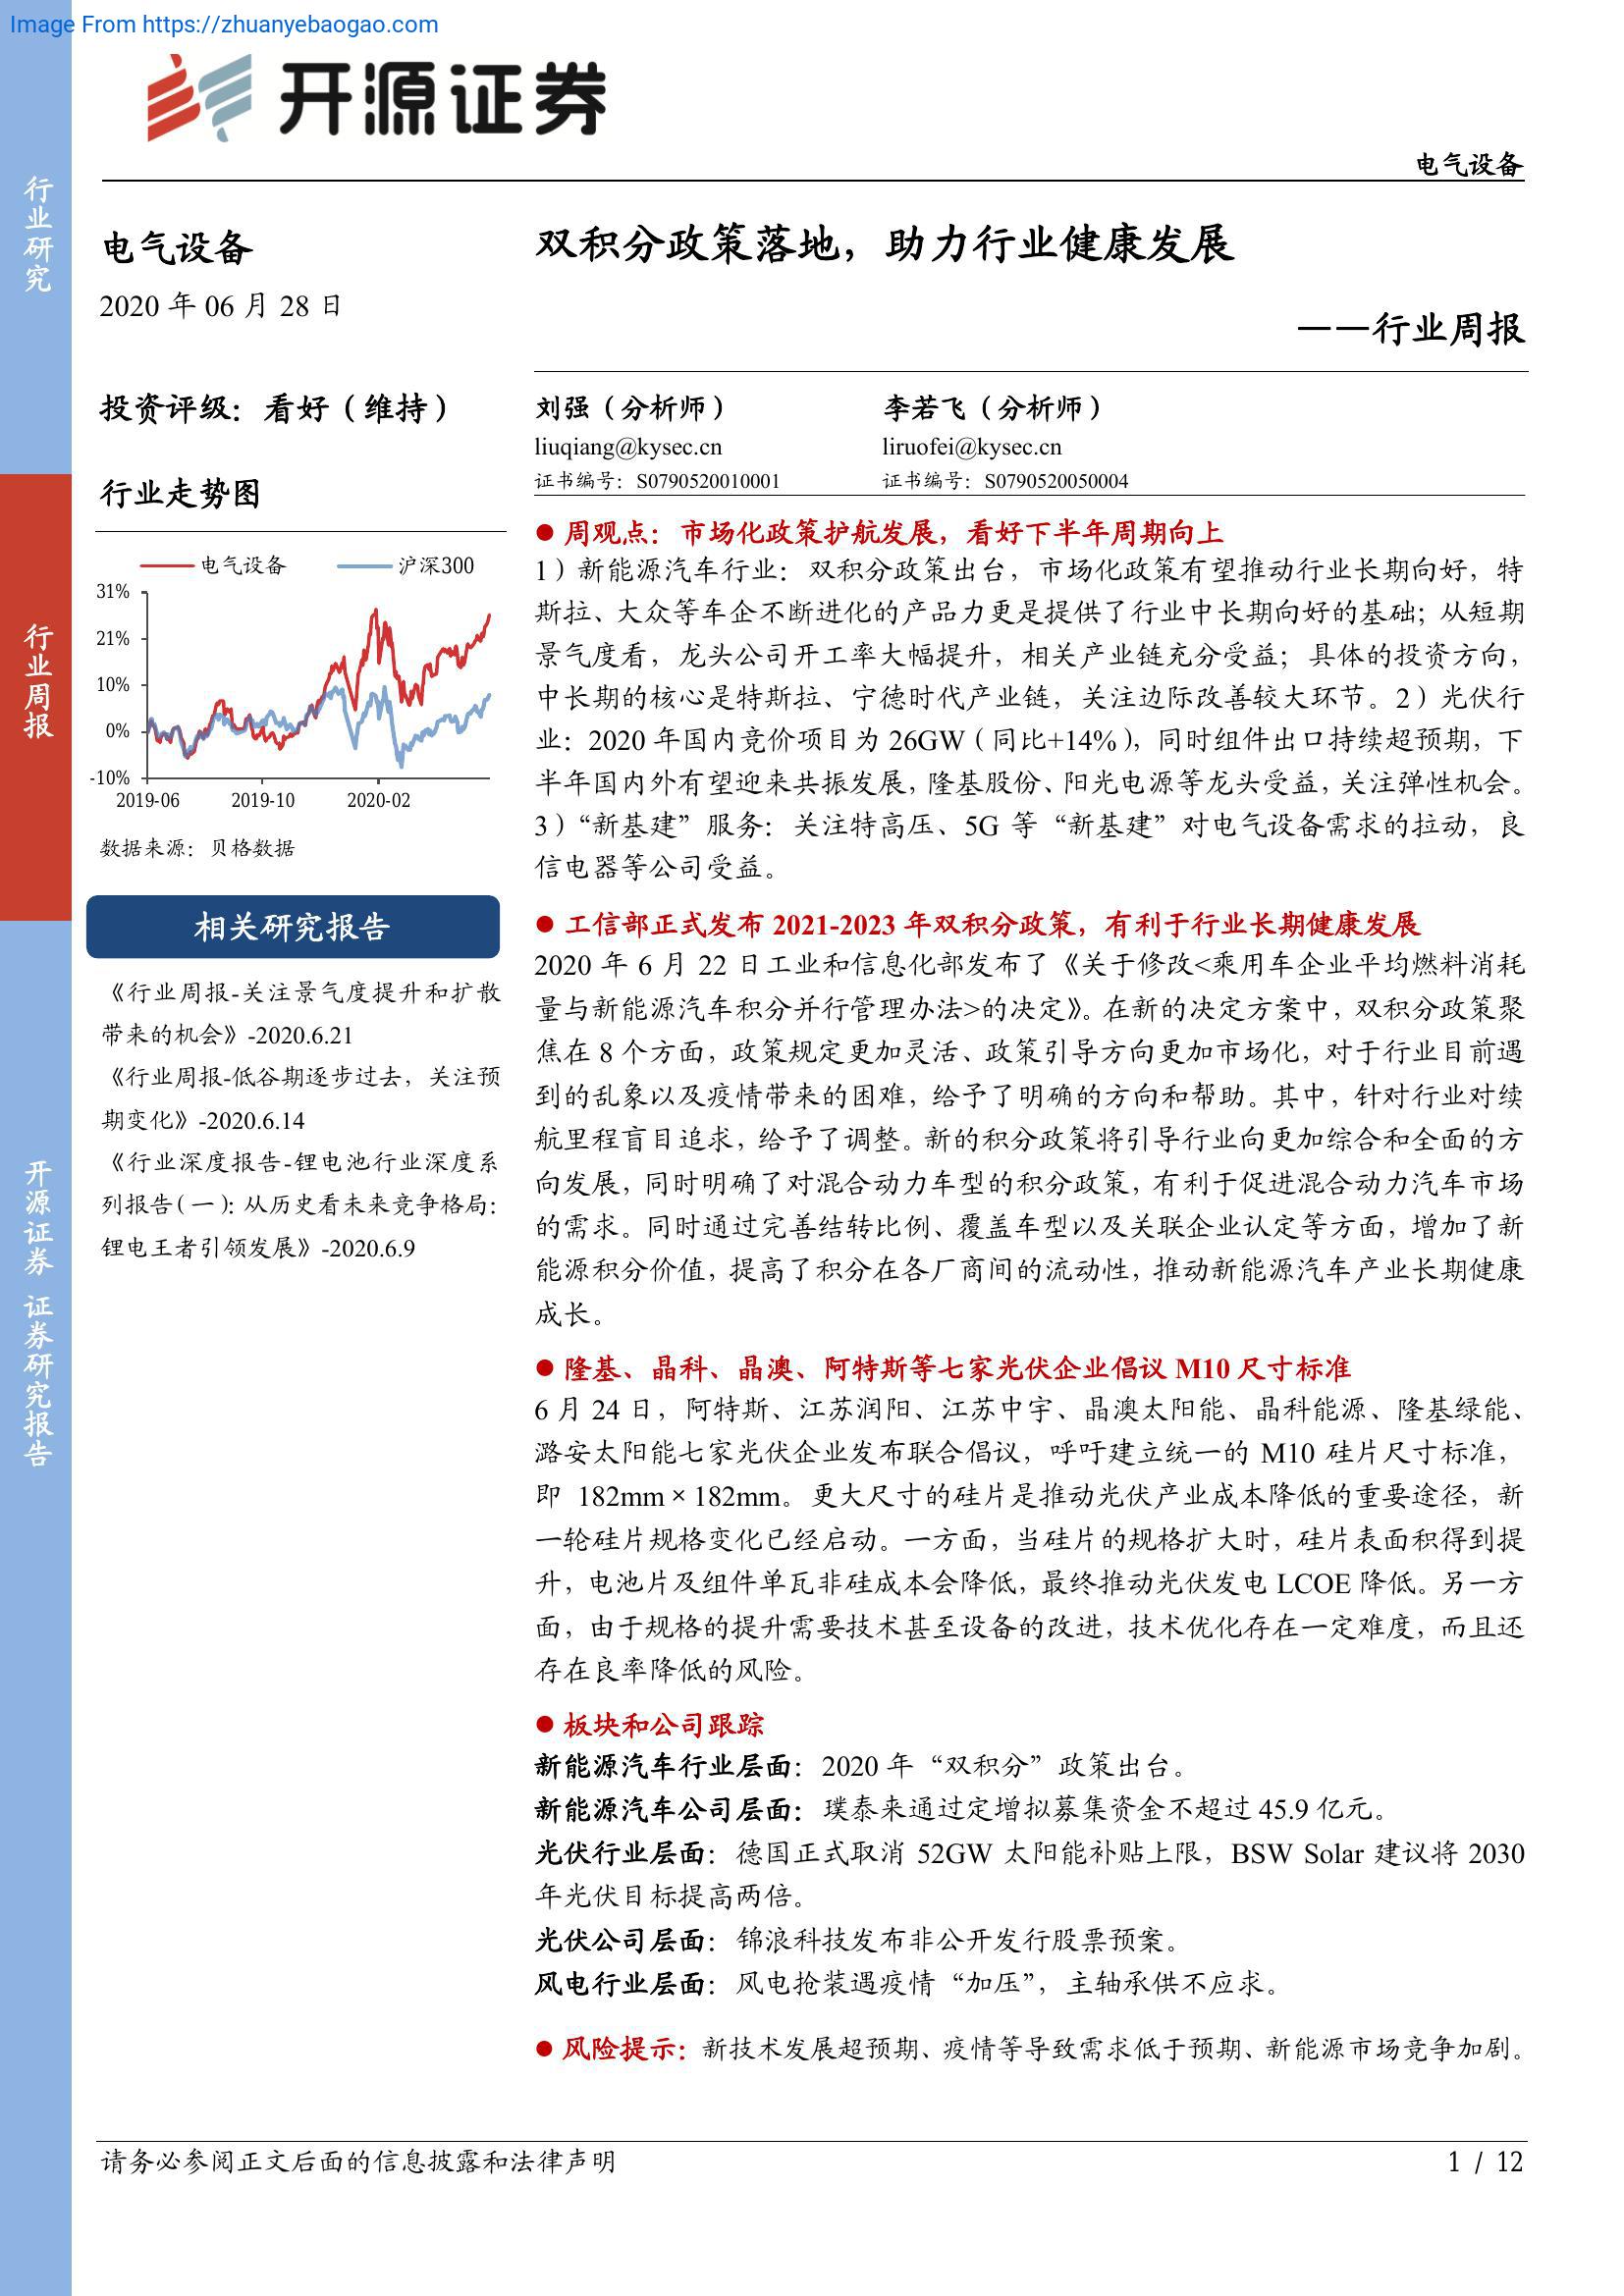 Image From https://zhuanyebaogao.com
开源证券
电气设备
行业研究
行业周报
开源证券 证券研究报告
电气设备
2020 年 06 月 28 日
投资评级：看好（维持）
行业走势图
电气设备 沪深300
31%
21%
10%
0%
-10%
2019-06 2019-10 2020-02
数据来源：贝格数据
相关研究报告
《行业周报-关注景气度提升和扩散
带来的机会》-2020.6.21
《行业周报-低谷期逐步过去，关注预
期变化》-2020.6.14
《行业深度报告-锂电池行业深度系
列报告（一）：从历史看未来竞争格局：
锂电王者引领发展》-2020.6.9
双积分政策落地，助力行业健康发展
——行业周报
刘强（分析师） 李若飞（分析师）
liuqiang@kysec.cn liruofei@kysec.cn
证书编号：S0790520010001 证书编号：S0790520050004
● 周观点：市场化政策护航发展，看好下半年周期向上
1）新能源汽车行业：双积分政策出台，市场化政策有望推动行业长期向好，特
斯拉、大众等车企不断进化的产品力更是提供了行业中长期向好的基础；从短期
景气度看，龙头公司开工率大幅提升，相关产业链充分受益；具体的投资方向，
中长期的核心是特斯拉、宁德时代产业链，关注边际改善较大环节。2）光伏行
业：2020 年国内竞价项目为 26GW（同比+14%），同时组件出口持续超预期，下
半年国内外有望迎来共振发展，隆基股份、阳光电源等龙头受益，关注弹性机会。
3）“新基建”服务：关注特高压、5G 等“新基建”对电气设备需求的拉动，良
信电器等公司受益。
● 工信部正式发布 2021-2023 年双积分政策，有利于行业长期健康发展
2020 年 6 月 22 日工业和信息化部发布了《关于修改<乘用车企业平均燃料消耗
量与新能源汽车积分并行管理办法>的决定》。在新的决定方案中，双积分政策聚
焦在 8 个方面，政策规定更加灵活、政策引导方向更加市场化，对于行业目前遇
到的乱象以及疫情带来的困难，给予了明确的方向和帮助。其中，针对行业对续
航里程盲目追求，给予了调整。新的积分政策将引导行业向更加综合和全面的方
向发展，同时明确了对混合动力车型的积分政策，有利于促进混合动力汽车市场
的需求。同时通过完善结转比例、覆盖车型以及关联企业认定等方面，增加了新
能源积分价值，提高了积分在各厂商间的流动性，推动新能源汽车产业长期健康
成长。
● 隆基、晶科、晶澳、阿特斯等七家光伏企业倡议 M10 尺寸标准
6 月 24 日，阿特斯、江苏润阳、江苏中宇、晶澳太阳能、晶科能源、隆基绿能、
潞安太阳能七家光伏企业发布联合倡议，呼吁建立统一的 M10 硅片尺寸标准，
即 182mm×182mm。更大尺寸的硅片是推动光伏产业成本降低的重要途径，新
一轮硅片规格变化已经启动。一方面，当硅片的规格扩大时，硅片表面积得到提
升，电池片及组件单瓦非硅成本会降低，最终推动光伏发电 LCOE 降低。另一方
面，由于规格的提升需要技术甚至设备的改进，技术优化存在一定难度，而且还
存在良率降低的风险。
● 板块和公司跟踪
新能源汽车行业层面：2020 年“双积分”政策出台。
新能源汽车公司层面：璞泰来通过定增拟募集资金不超过 45.9 亿元。
光伏行业层面：德国正式取消 52GW 太阳能补贴上限，BSW Solar 建议将 2030
年光伏目标提高两倍。
光伏公司层面：锦浪科技发布非公开发行股票预案。
风电行业层面：风电抢装遇疫情“加压”，主轴承供不应求。
● 风险提示：新技术发展超预期、疫情等导致需求低于预期、新能源市场竞争加剧。
请务必参阅正文后面的信息披露和法律声明
1 / 12